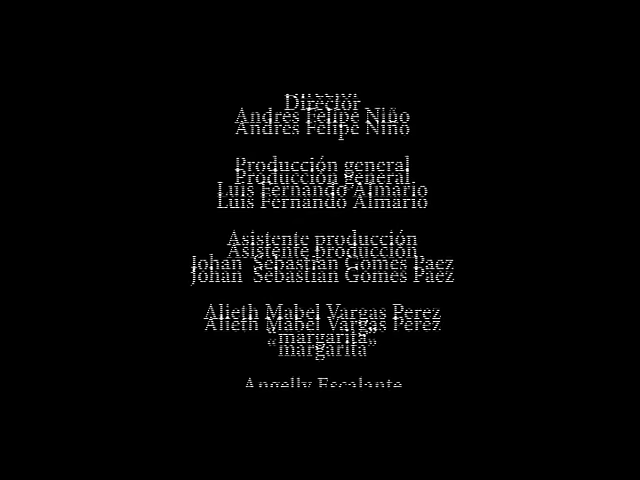 Director
Andres Felipe Niño
Producción general
Luis Fernando Almario
Asistente producción
Johan Sebastian Gomes Paez
Alieth Mabel Vargas Perez
“margarita”
Angelly Escalante